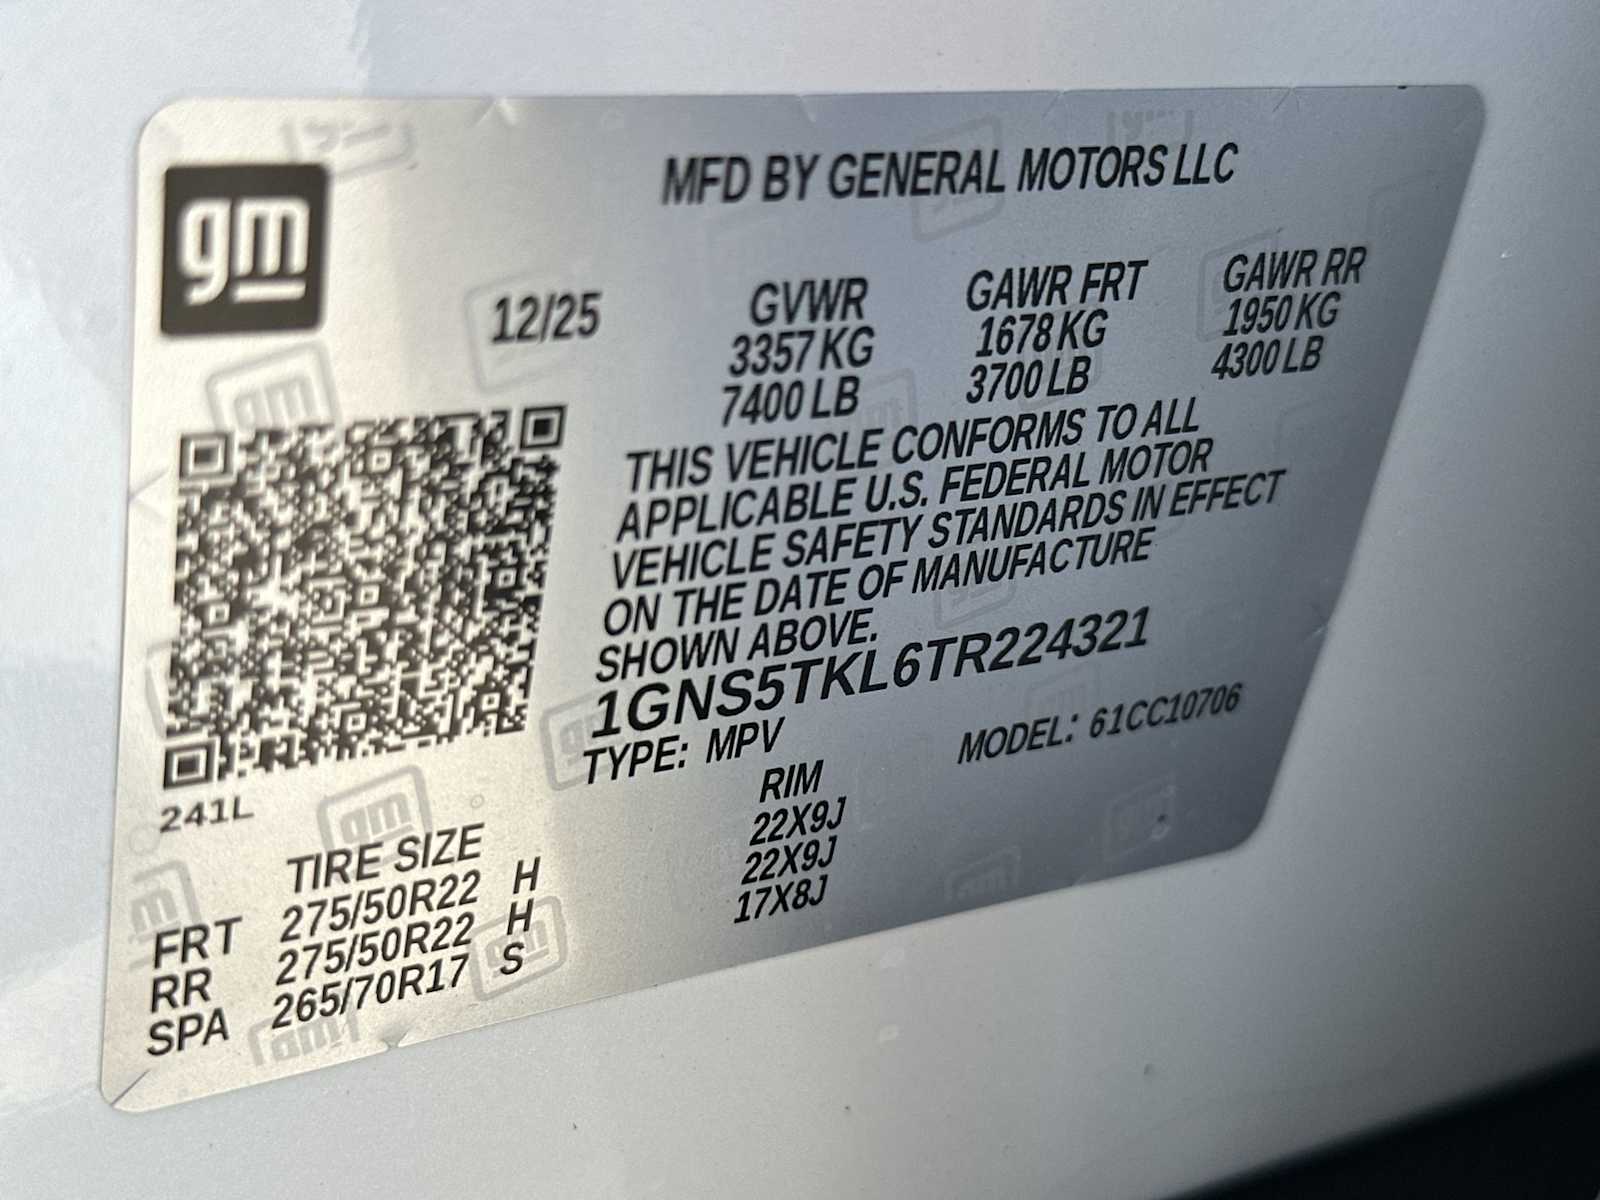 gm
MFD BY GENERAL MOTORS LLC
12/25
GVWR
3357 KG
7400 LB
GAWR FRT
1678 KG
3700 LB
GAWR RR
1950 KG
4300 LB
THIS VEHICLE CONFORMS TO ALL
APPLICABLE U.S. FEDERAL MOTOR
VEHICLE SAFETY STANDARDS IN EFFECT
ON THE DATE OF MANUFACTURE
SHOWN ABOVE.
1GNS5TKL6TR224321
TYPE: MPV
MODEL: 61CC10706
241L
TIRE SIZE
RIM
FRT 275/50R22 H 22X9J
RR 275/50R22 H 22X9J
SPA 265/70R17 S 17X8J